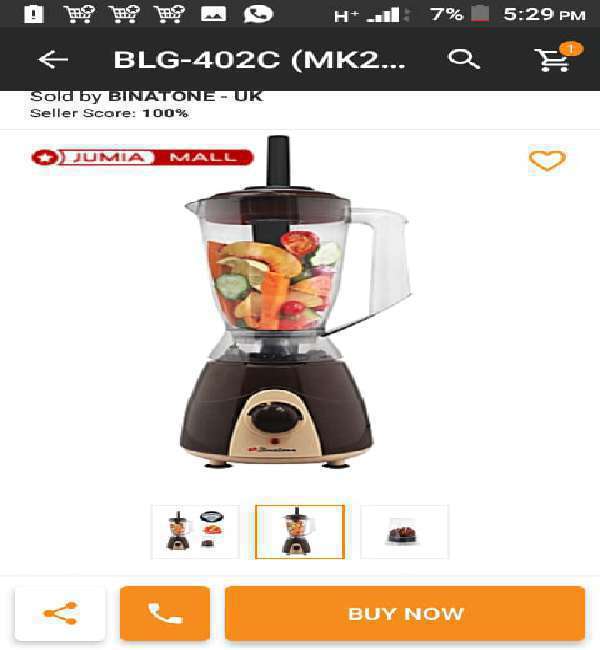 H+ 7% 5:29 PM
BLG-402C (MK2...
1
Sold by BINATONE - UK
Seller Score: 100%
JUMIA MALL
Binatone
BUY NOW